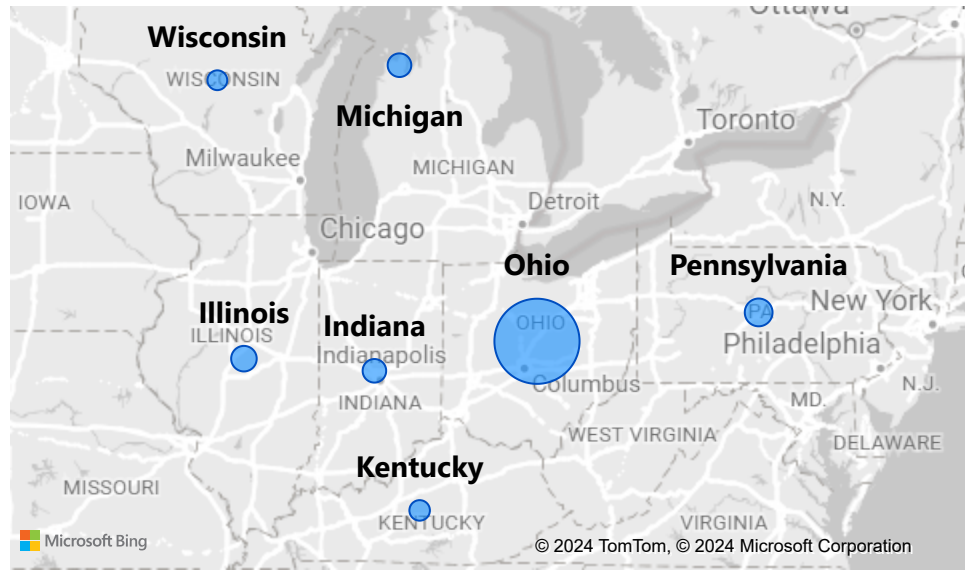 Ottawa
Wisconsin
WISCONSIN
Michigan
Toronto
Milwaukee
MICHIGAN
IOWA
Detroit
N.Y.
Chicago
Ohio
Pennsylvania
Illinois
Indiana
PA
New York
OHIO
ILLINOIS
Indianapolis
Philadelphia
Columbus
N.J.
INDIANA
MD.
WEST VIRGINIA
DELAWARE
Kentucky
MISSOURI
KENTUCKY
VIRGINIA
Microsoft Bing
© 2024 TomTom, © 2024 Microsoft Corporation